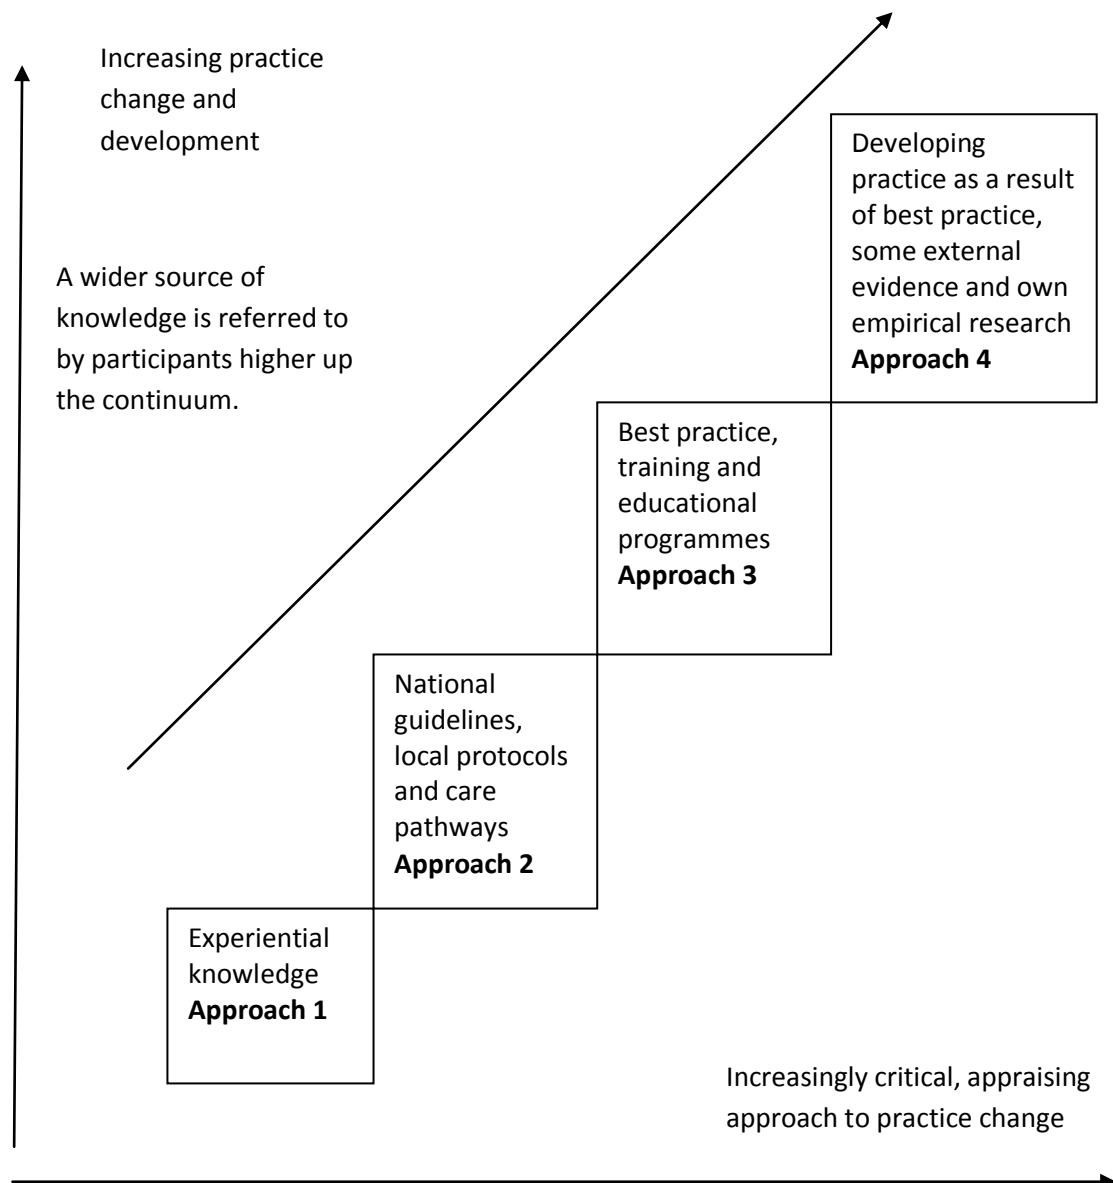 Increasing practice
change and
development
A wider source of
knowledge is referred to
by participants higher up
the continuum.
Developing
practice as a result
of best practice,
some external
evidence and own
empirical research
Approach 4
Best practice,
training and
educational
programmes
Approach 3
National
guidelines,
local protocols
and care
pathways
Approach 2
Experiential
knowledge
Approach 1
Increasingly critical, appraising
approach to practice change